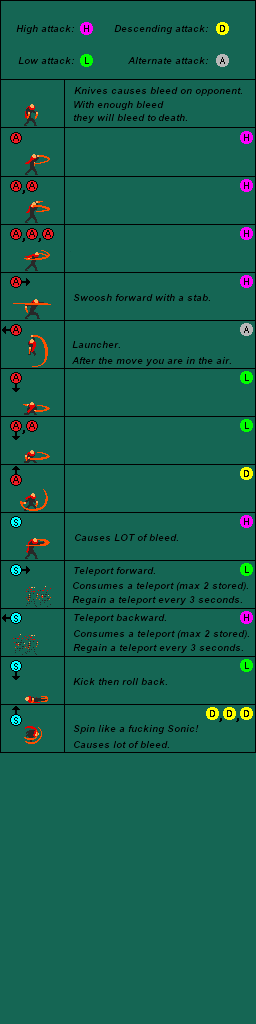 High attack: H Descending attack: D
Low attack: L Alternate attack: A
Knives causes bleed on opponent.
With enough bleed
they will bleed to death.
A H
A,A H
A,A,A H
A H
Swoosh forward with a stab.
A A
Launcher.
After the move you are in the air.
A L
A,A L
A D
S H
Causes LOT of bleed.
S L
Teleport forward.
Consumes a teleport (max 2 stored).
Regain a teleport every 3 seconds.
S H
Teleport backward.
Consumes a teleport (max 2 stored).
Regain a teleport every 3 seconds.
S L
Kick then roll back.
S D,D,D
Spin like a fucking Sonic!
Causes lot of bleed.